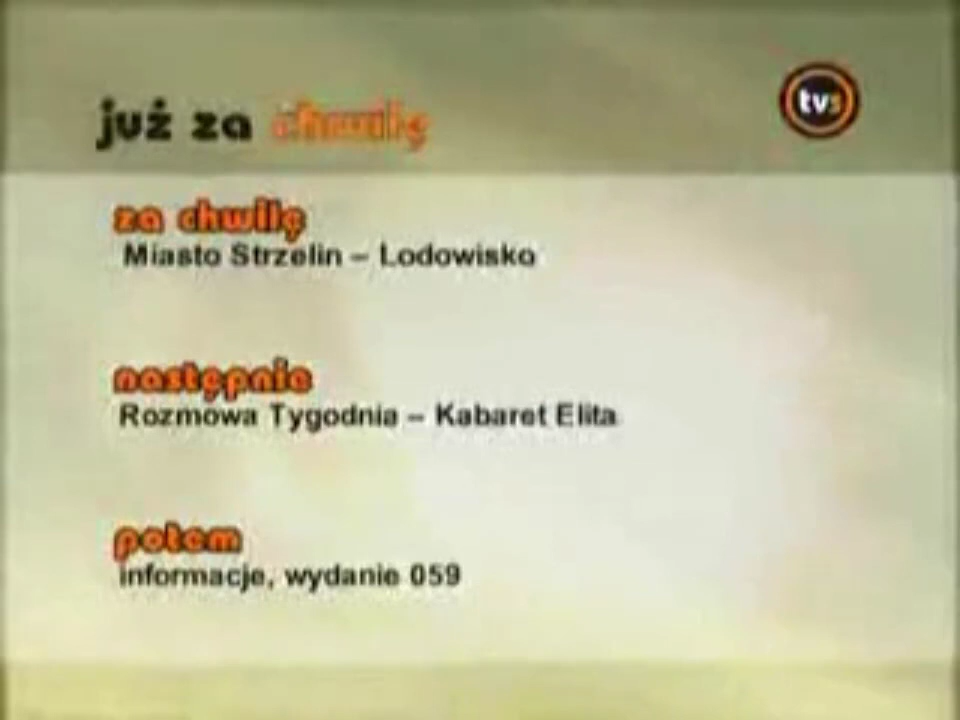 już za chwilę
tvs
za chwilę
Miasto Strzelin – Lodowisko
następnie
Rozmowa Tygodnia – Kabaret Elita
potem
informacje, wydanie 059